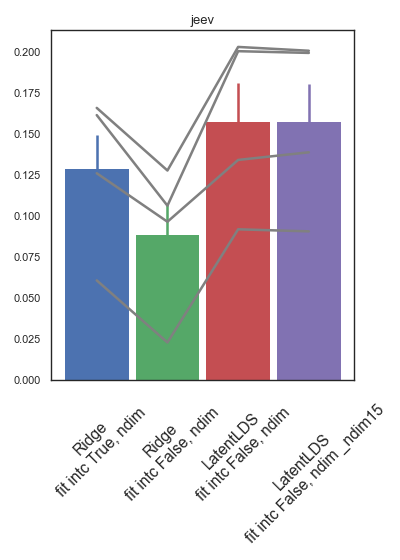 jeev
0.200
0.175
0.150
0.125
0.100
0.075
0.050
0.025
0.000
Ridge
fit intc True, ndim
Ridge
fit intc False, ndim
LatentLDS
fit intc False, ndim
LatentLDS
fit intc False, ndim _ndim15